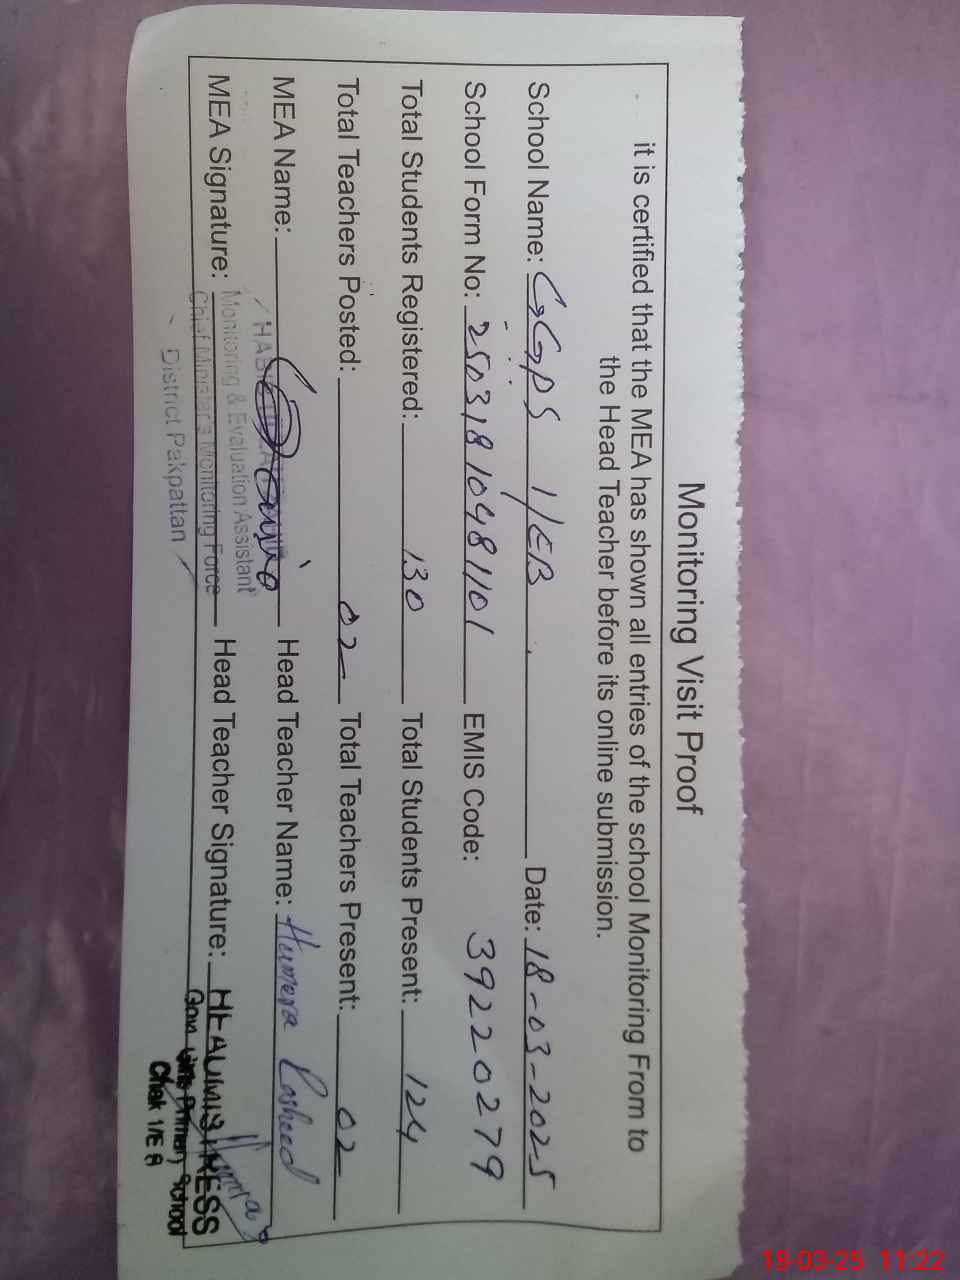 Monitoring Visit Proof
it is certified that the MEA has shown all entries of the school Monitoring From to
the Head Teacher before its online submission.
School Name: GGPS 1/EB Date: 18-03-2025
School Form No: 25031810481101 EMIS Code: 39220279
Total Students Registered: 130 Total Students Present: 124
Total Teachers Posted: 02 Total Teachers Present: 02
MEA Name: Head Teacher Name: Humera Rasheed
Monitoring & Evaluation Assistant
MEA Signature: Head Teacher Signature: HEADMISTRESS
Chief Minister's Monitoring Force
Govt Girls Primary School
District Pakpattan
Chak 1/EB
18-03-25 11:22